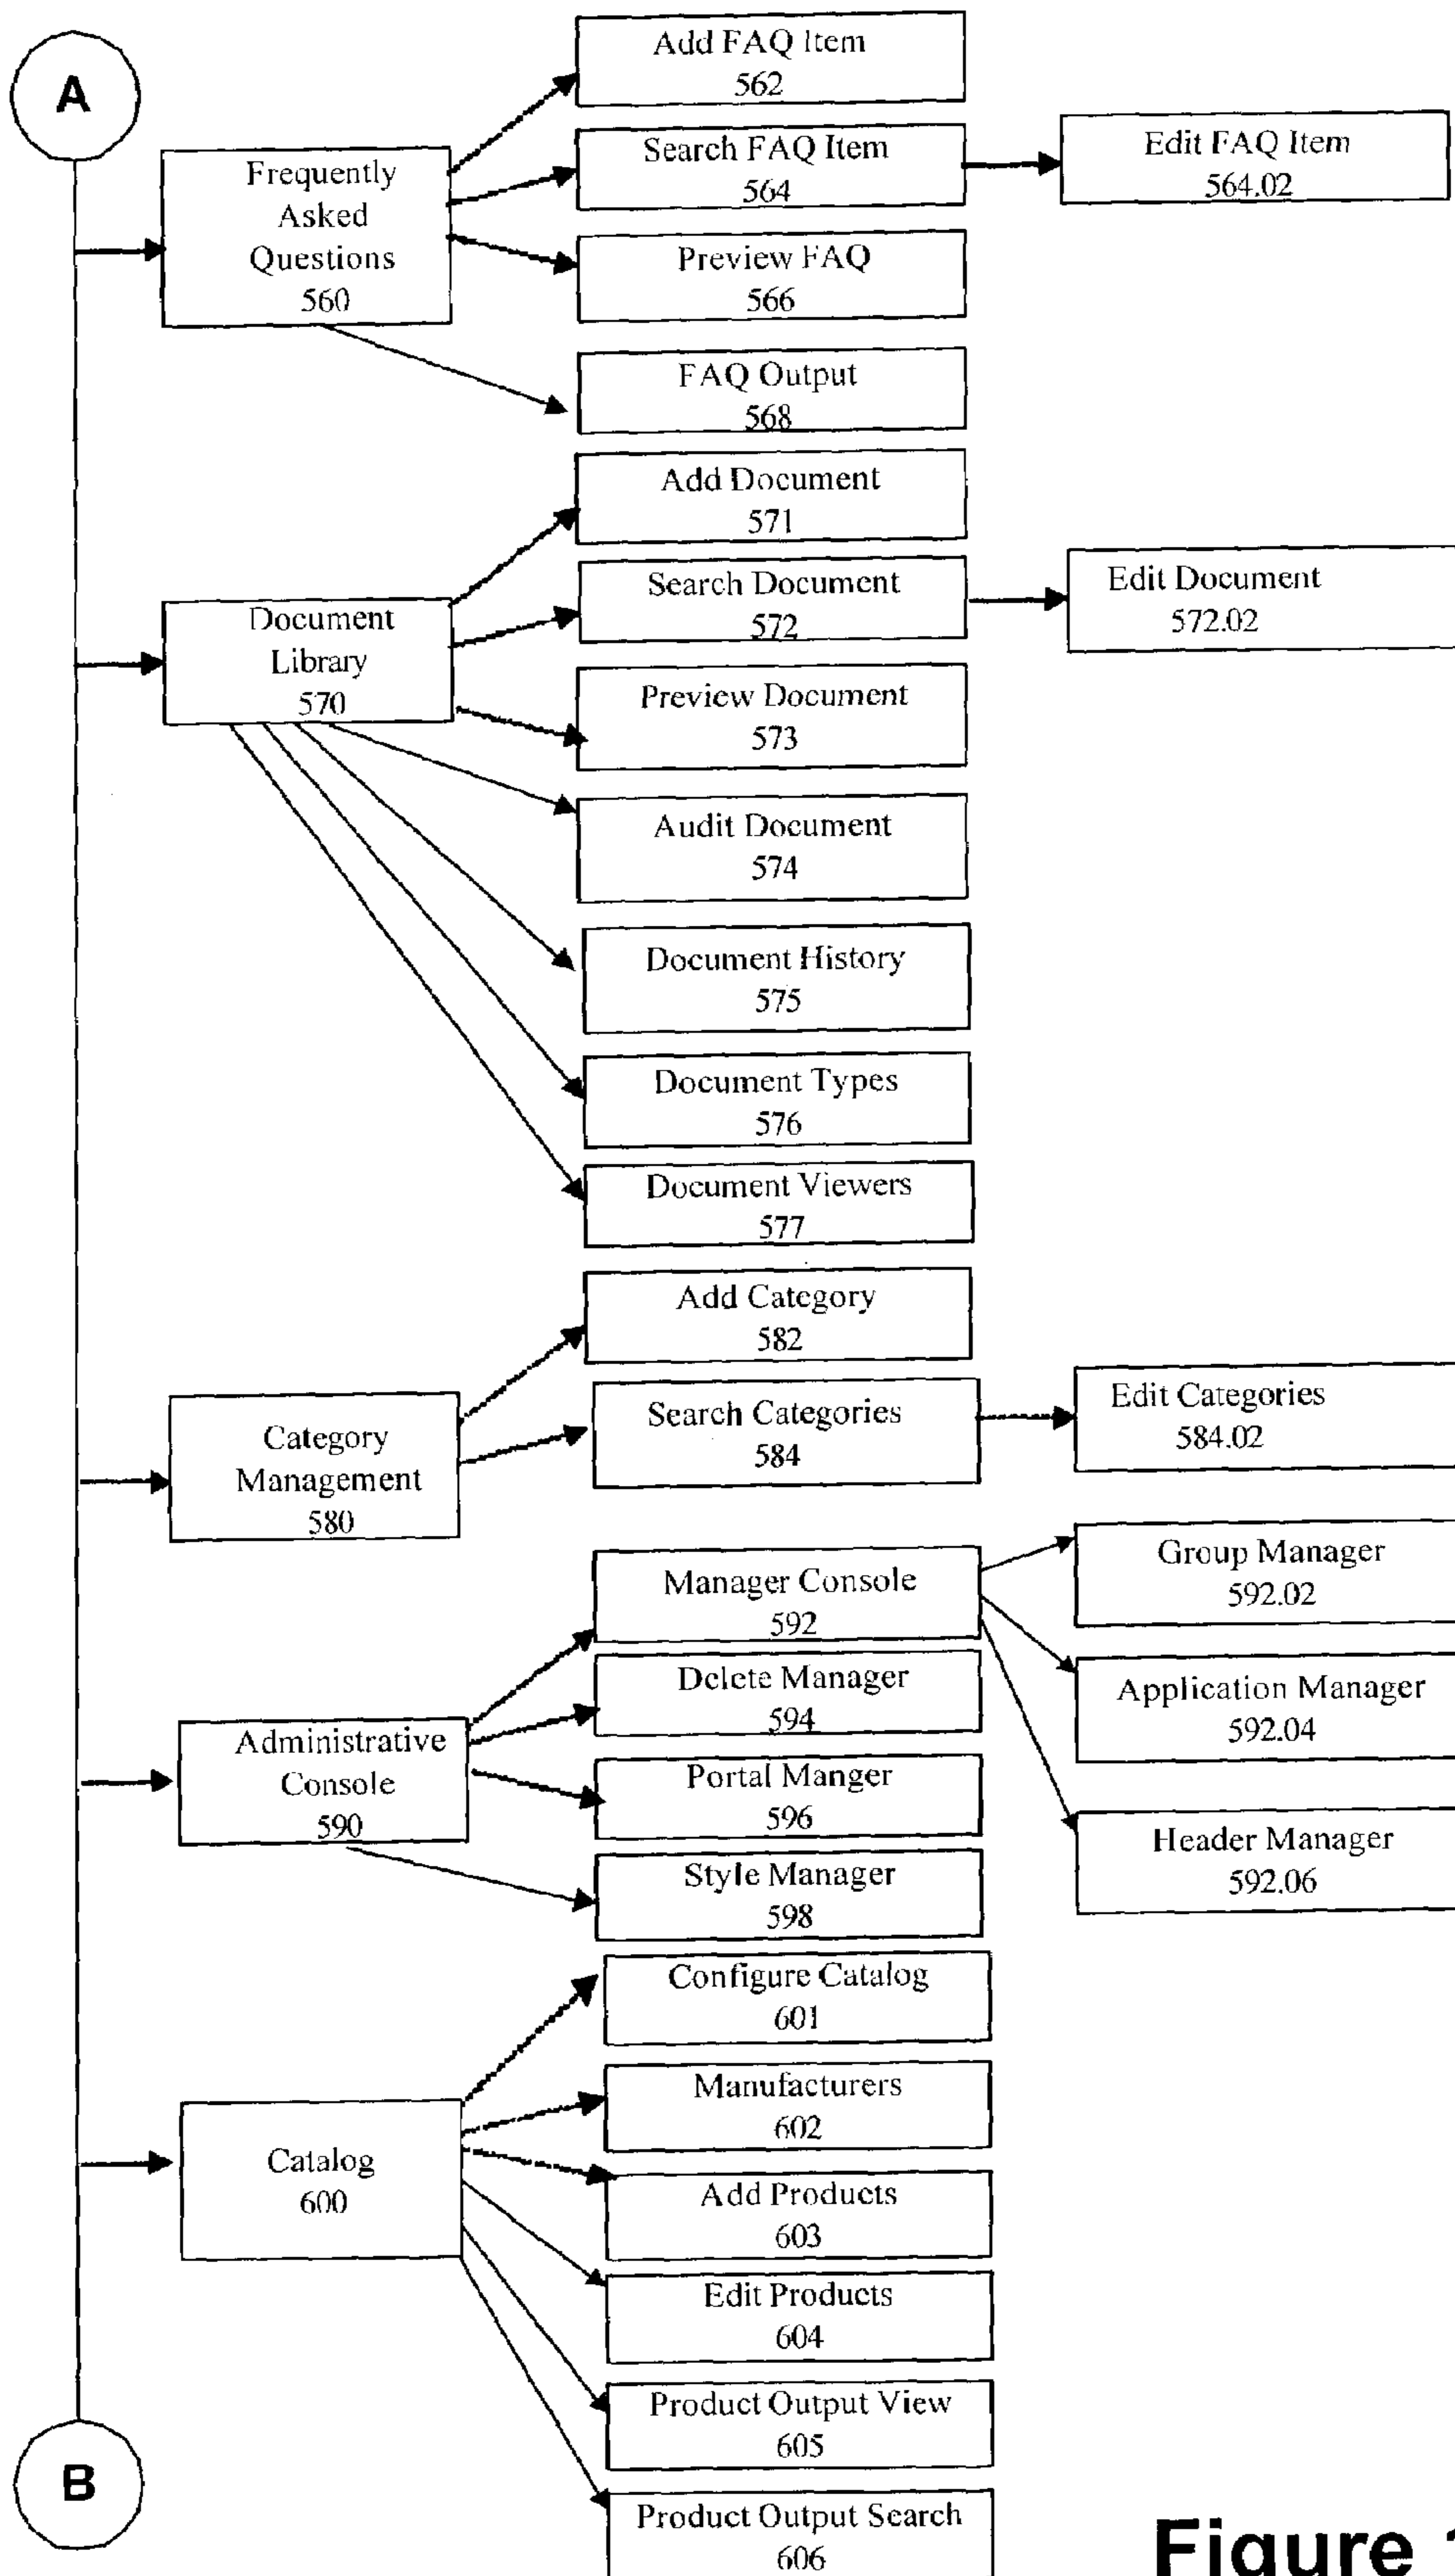 A
Add FAQ Item
562
Search FAQ Item
564
Edit FAQ Item
564.02
Frequently
Asked
Questions
560
Preview FAQ
566
FAQ Output
568
Add Document
571
Search Document
572
Edit Document
572.02
Document
Library
570
Preview Document
573
Audit Document
574
Document History
575
Document Types
576
Document Viewers
577
Add Category
582
Category
Management
580
Search Categories
584
Edit Categories
584.02
Manager Console
592
Group Manager
592.02
Delete Manager
594
Application Manager
592.04
Administrative
Console
590
Portal Manger
596
Header Manager
592.06
Style Manager
598
Configure Catalog
601
Manufacturers
602
Catalog
600
Add Products
603
Edit Products
604
Product Output View
605
B
Product Output Search
606
Figure